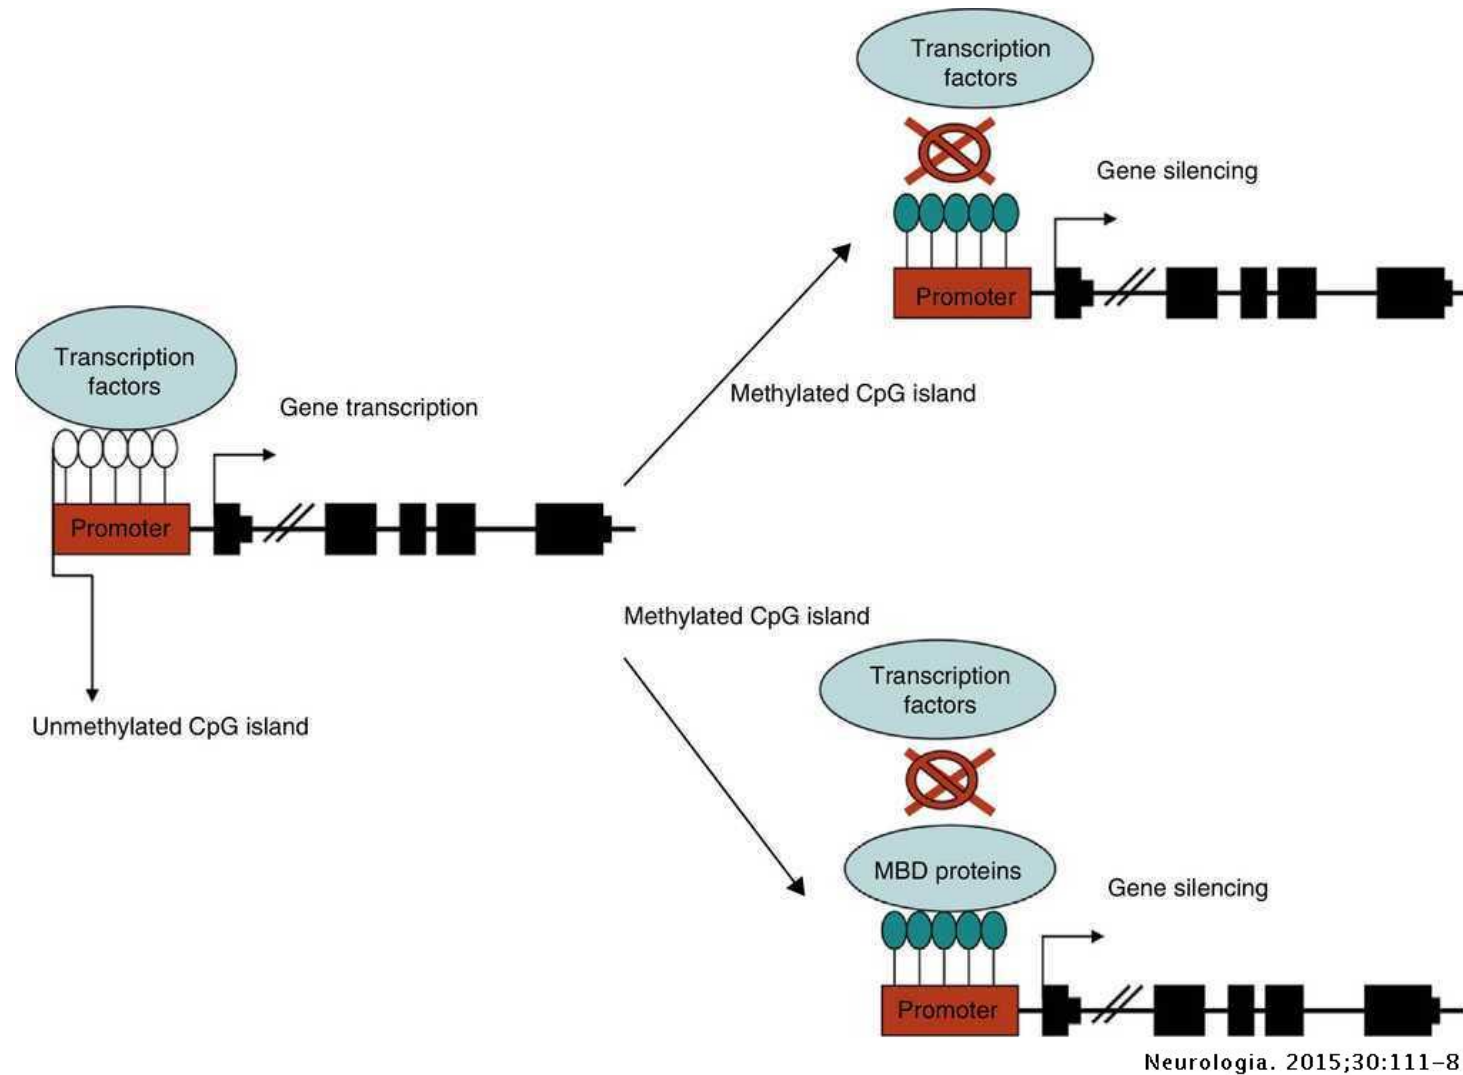 Transcription
factors
Gene silencing
Promoter
Methylated CpG island
Transcription
factors
Gene transcription
Promoter
Unmethylated CpG island
Methylated CpG island
Transcription
factors
MBD proteins
Gene silencing
Promoter
Neurologia. 2015;30:111–8